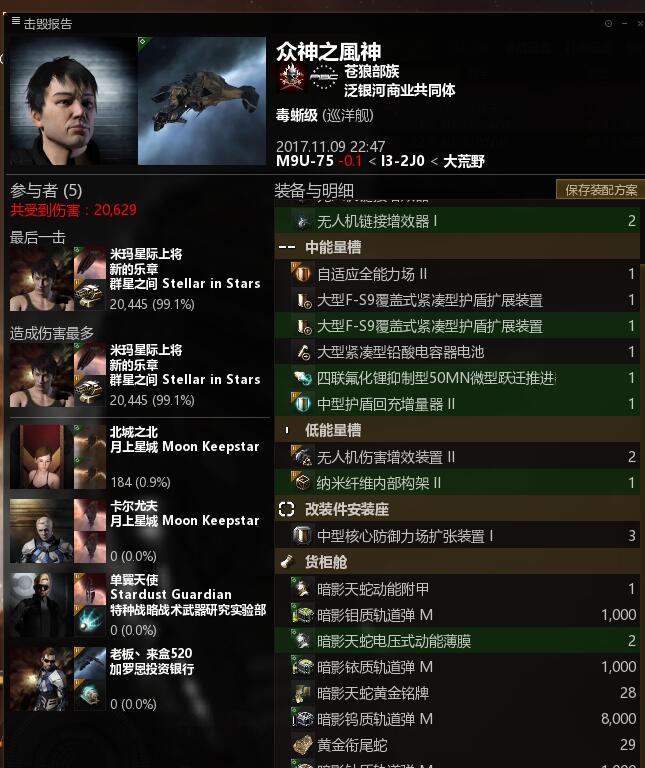 击毁报告
众神之風神
苍狼部族
泛银河商业共同体
毒蜥级 (巡洋舰)
2017.11.09 22:47
M9U-75 -0.1 < I3-2J0 < 大荒野
参与者 (5)
共受到伤害：20,629
最后一击
米玛星际上将
新的乐章
群星之间 Stellar in Stars
20,445 (99.1%)
造成伤害最多
米玛星际上将
新的乐章
群星之间 Stellar in Stars
20,445 (99.1%)
北城之北
月上星城 Moon Keepstar
184 (0.9%)
卡尔尤夫
月上星城 Moon Keepstar
0 (0.0%)
单翼天使
Stardust Guardian
特种战略战术武器研究实验部
0 (0.0%)
老板、来盒520
加罗恩投资银行
0 (0.0%)
装备与明细
保存装配方案
无人机链接增效器 I 2
中能量槽
自适应全能力场 II 1
大型F-S9覆盖式紧凑型护盾扩展装置 1
大型F-S9覆盖式紧凑型护盾扩展装置 1
大型紧凑型铅酸电容器电池 1
四联氟化锂抑制型50MN微型跃迁推进 1
中型护盾回充增量器 II 1
低能量槽
无人机伤害增效装置 II 2
纳米纤维内部构架 II 1
改装件安装座
中型核心防御力场扩张装置 I 3
货柜舱
暗影天蛇动能附甲 1
暗影钼质轨道弹 M 1,000
暗影天蛇电压式动能薄膜 2
暗影铱质轨道弹 M 1,000
暗影天蛇黄金铭牌 28
暗影钨质轨道弹 M 8,000
黄金衔尾蛇 29